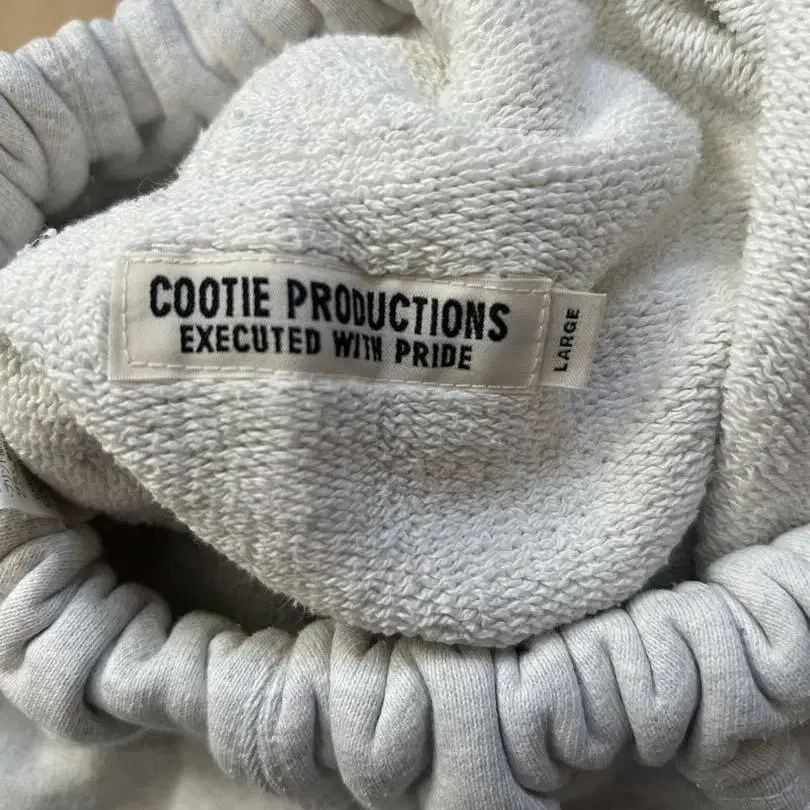 COOTIE PRODUCTIONS
EXECUTED WITH PRIDE
LARGE